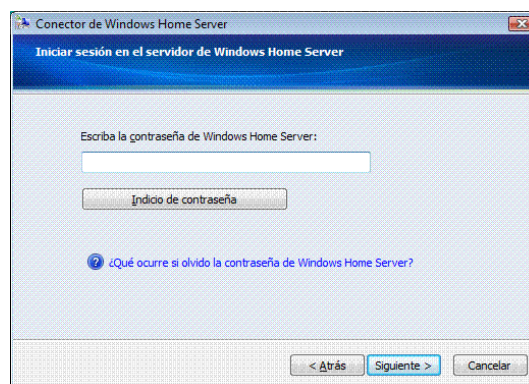 Conector de Windows Home Server
Iniciar sesión en el servidor de Windows Home Server
Escriba la contraseña de Windows Home Server:
Indicio de contraseña
¿Qué ocurre si olvido la contraseña de Windows Home Server?
< Atrás Siguiente > Cancelar